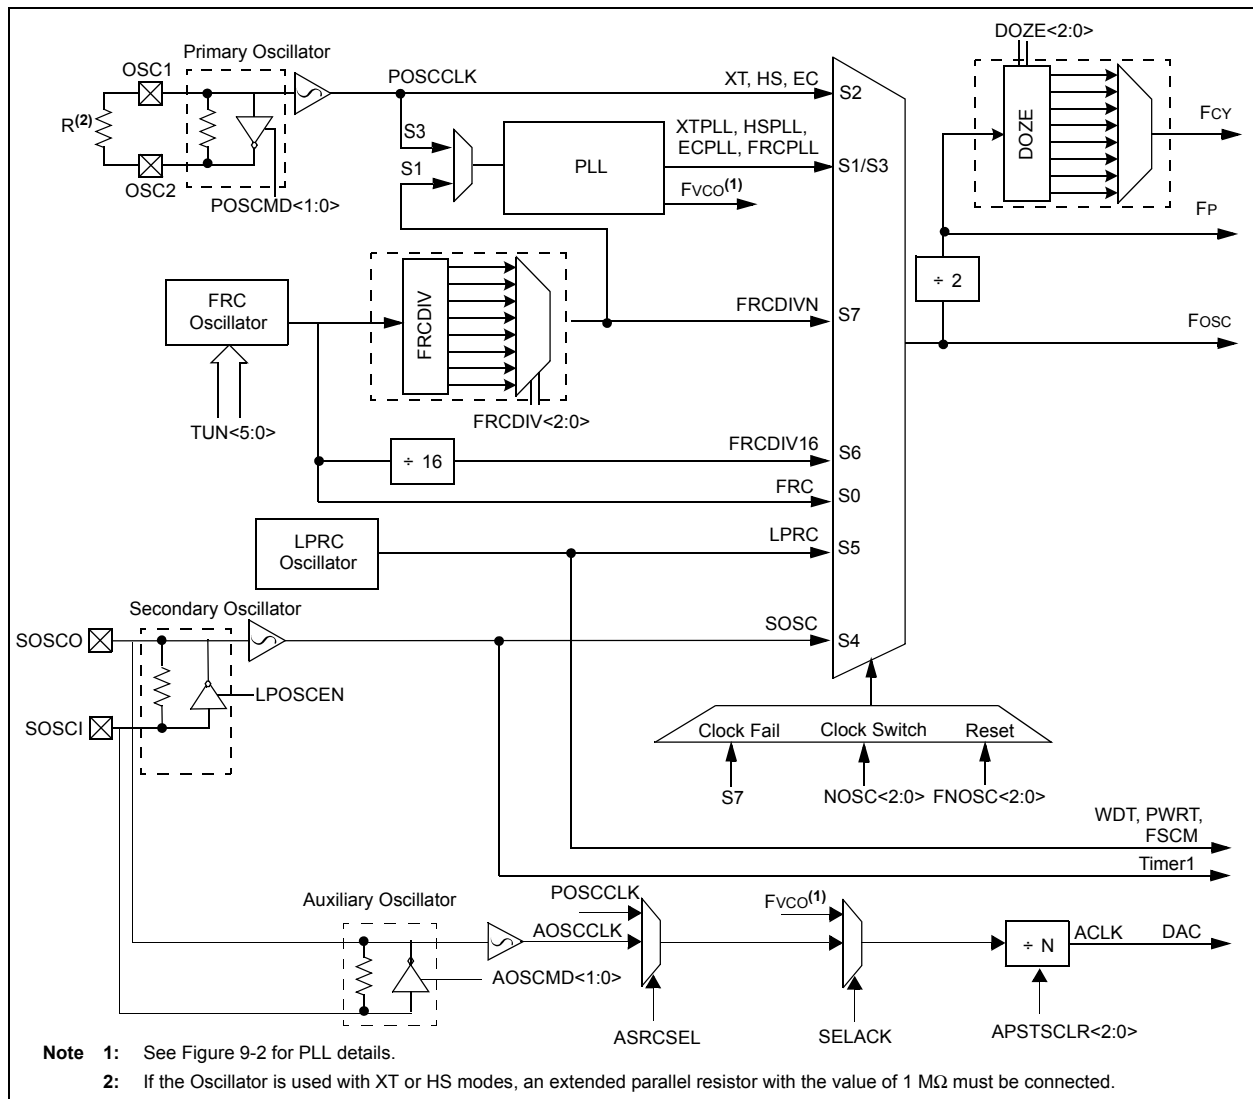 DOZE<2:0>
Primary Oscillator
OSC1
POSCCLK
XT, HS, EC
S2
R(2)
S3
XTPLL, HSPLL,
ECPLL, FRCPLL
DOZE
FCY
S1
PLL
S1/S3
OSC2
POSCMD<1:0>
FVCO(1)
FP
÷ 2
FRC
Oscillator
FRCDIV
FRCDIVN
S7
FOSC
TUN<5:0>
FRCDIV<2:0>
÷ 16
FRCDIV16
S6
FRC
S0
LPRC
Oscillator
LPRC
S5
Secondary Oscillator
SOSCO
SOSC
S4
LPOSCEN
SOSCI
Clock Fail
Clock Switch
Reset
S7
NOSC<2:0>
FNOSC<2:0>
WDT, PWRT,
FSCM
Timer1
Auxiliary Oscillator
POSCCLK
FVCO(1)
AOSCCLK
÷ N
ACLK
DAC
AOSCMD<1:0>
ASRCSEL
SELACK
APSTSCLR<2:0>
Note 1: See Figure 9-2 for PLL details.
2: If the Oscillator is used with XT or HS modes, an extended parallel resistor with the value of 1 MΩ must be connected.